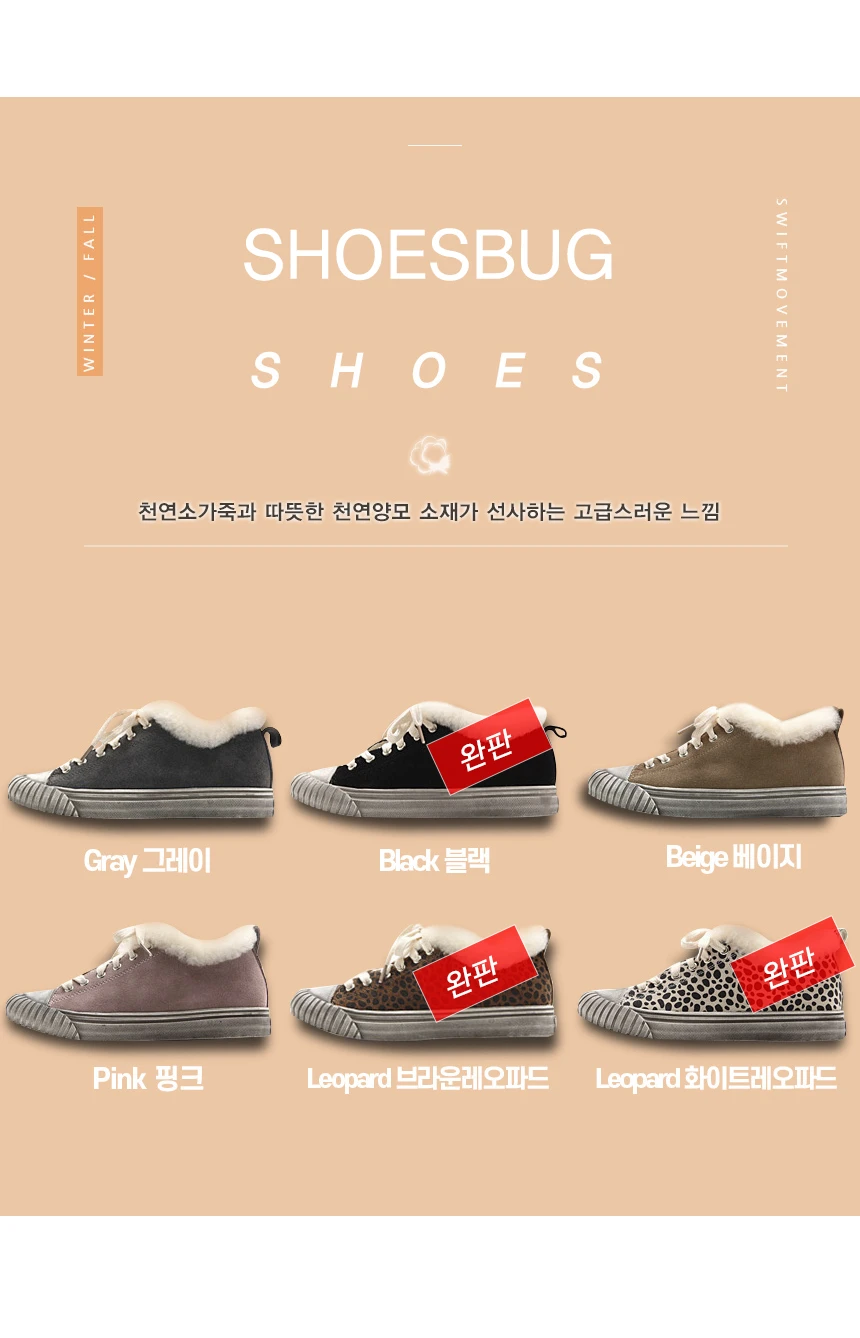 WINTER / FALL
SWIFTMOVEMENT
SHOESBUG
SHOES
천연소가죽과 따뜻한 천연양모 소재가 선사하는 고급스러운 느낌
완판
Gray 그레이
Black 블랙
Beige 베이지
완판
완판
Pink 핑크
Leopard 브라운레오파드
Leopard 화이트레오파드